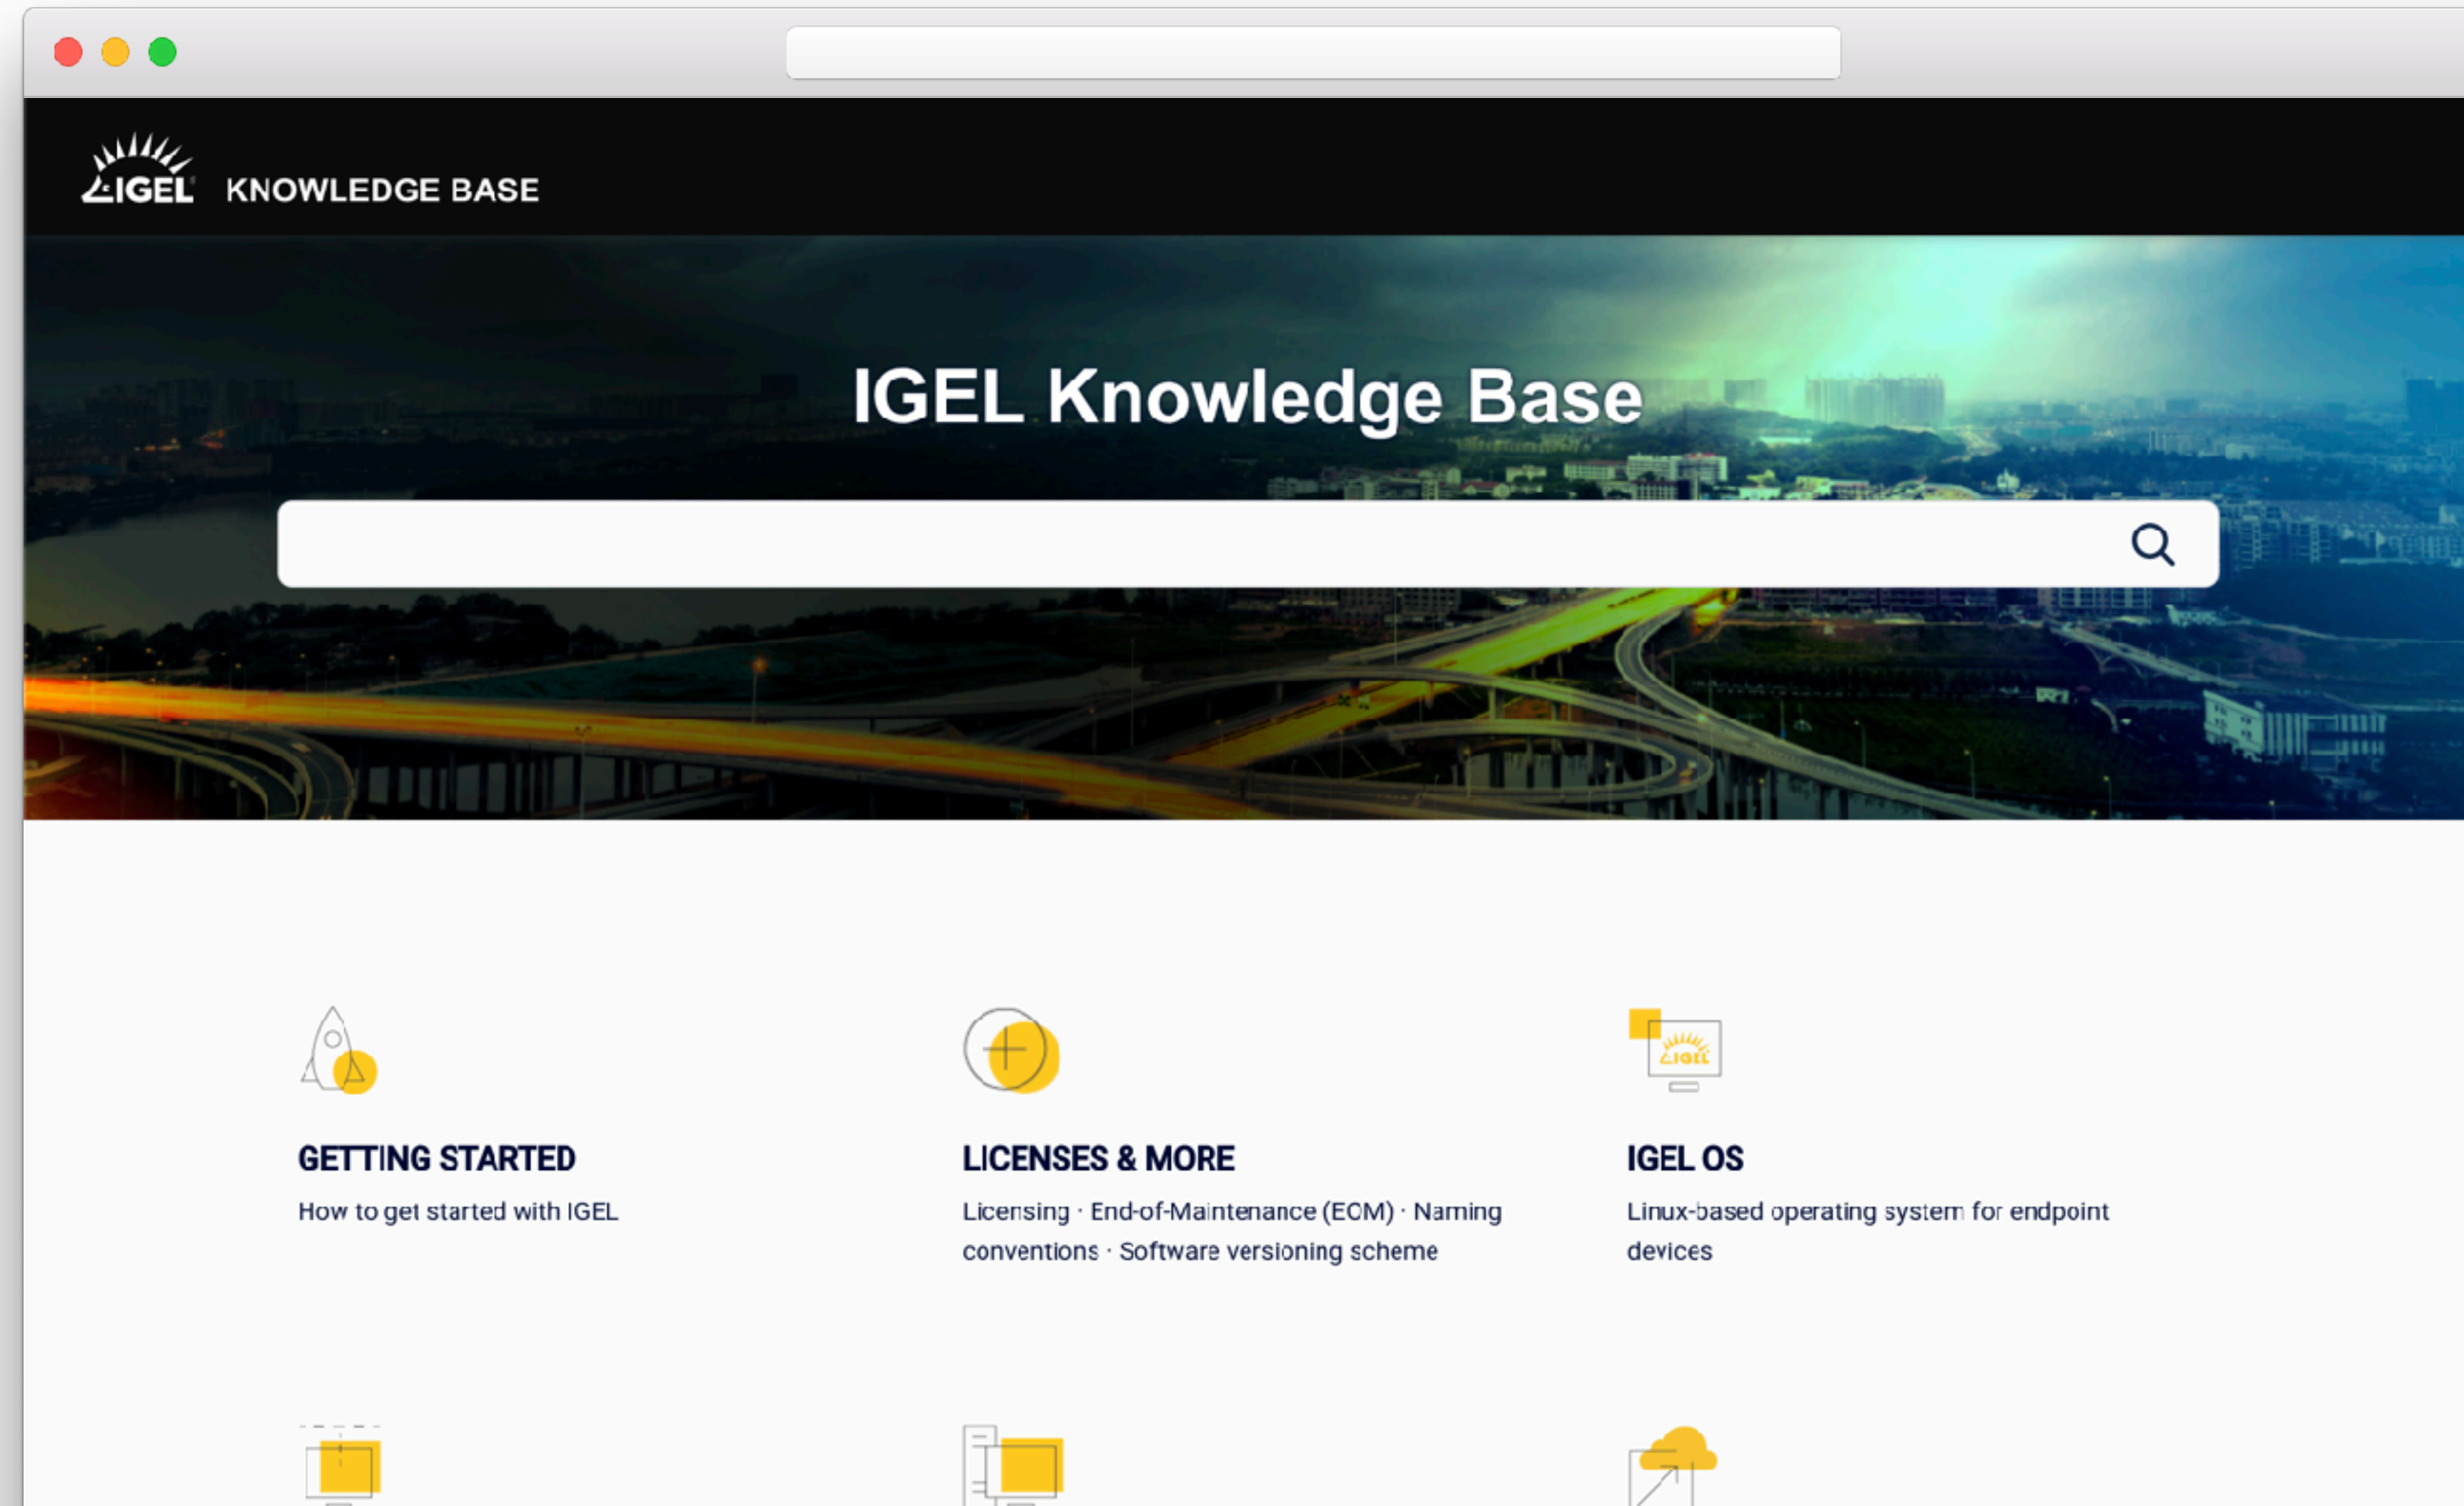 IGEL KNOWLEDGE BASE
IGEL Knowledge Base
IGEL
GETTING STARTED
How to get started with IGEL
LICENSES & MORE
Licensing · End-of-Maintenance (EOM) · Naming
conventions · Software versioning scheme
IGEL OS
Linux-based operating system for endpoint
devices